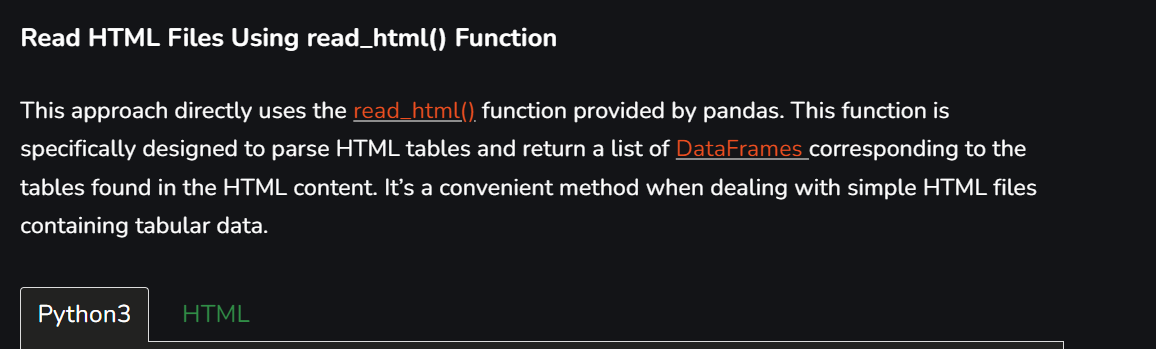 Read HTML Files Using read_html() Function
This approach directly uses the read_html() function provided by pandas. This function is
specifically designed to parse HTML tables and return a list of DataFrames corresponding to the
tables found in the HTML content. It’s a convenient method when dealing with simple HTML files
containing tabular data.
Python3 HTML